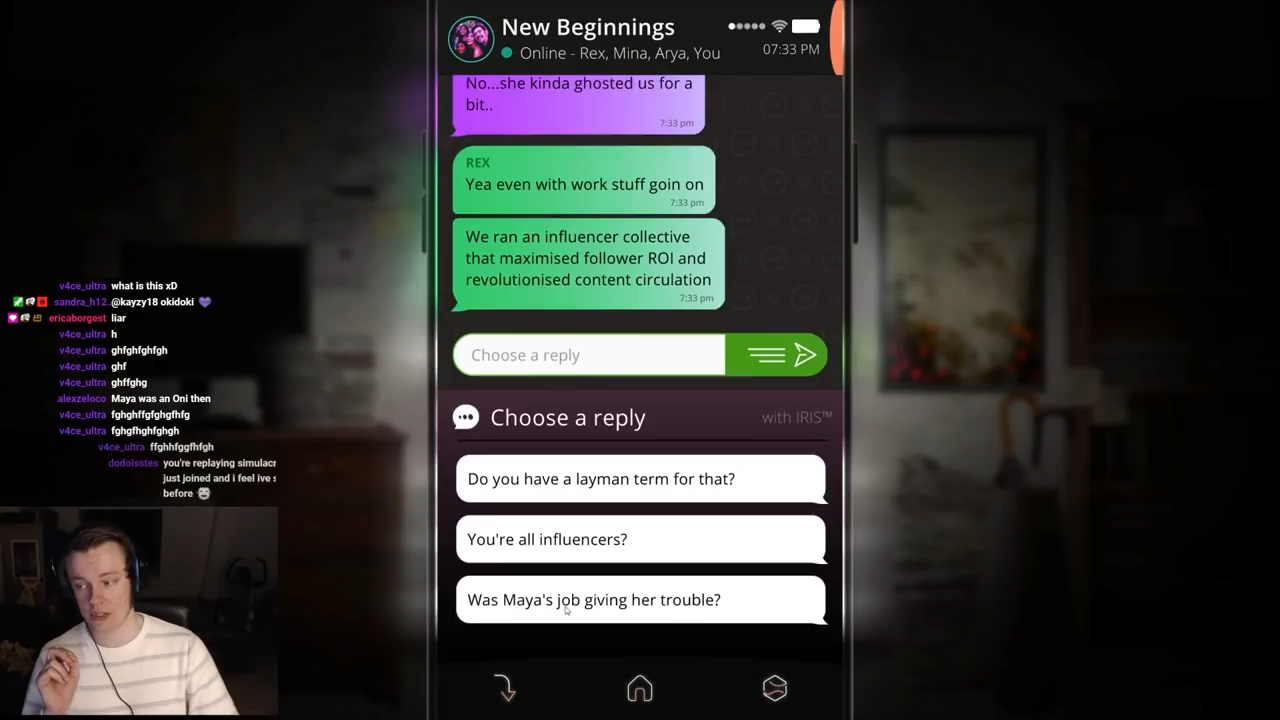 New Beginnings
Online - Rex, Mina, Arya, You
07:33 PM
No...she kinda ghosted us for a
bit..
7:33 pm
REX
Yea even with work stuff goin on
7:33 pm
We ran an influencer collective
that maximised follower ROI and
revolutionised content circulation
7:33 pm
Choose a reply
Choose a reply
with IRIS™
Do you have a layman term for that?
You're all influencers?
Was Maya's job giving her trouble?
v4ce_ultra what is this xD
sandra_h12.. @kayzy18 okidoki
ericaborgest liar
v4ce_ultra h
v4ce_ultra ghfghfghfgh
v4ce_ultra ghf
v4ce_ultra ghffghg
alexzeloco Maya was an Oni then
v4ce_ultra fghghffgfghgfhfg
v4ce_ultra fghgfhghfghgh
v4ce_ultra ffghhfggfhfgh
dodoisstes you're replaying simulacr
just joined and i feel ive s
before